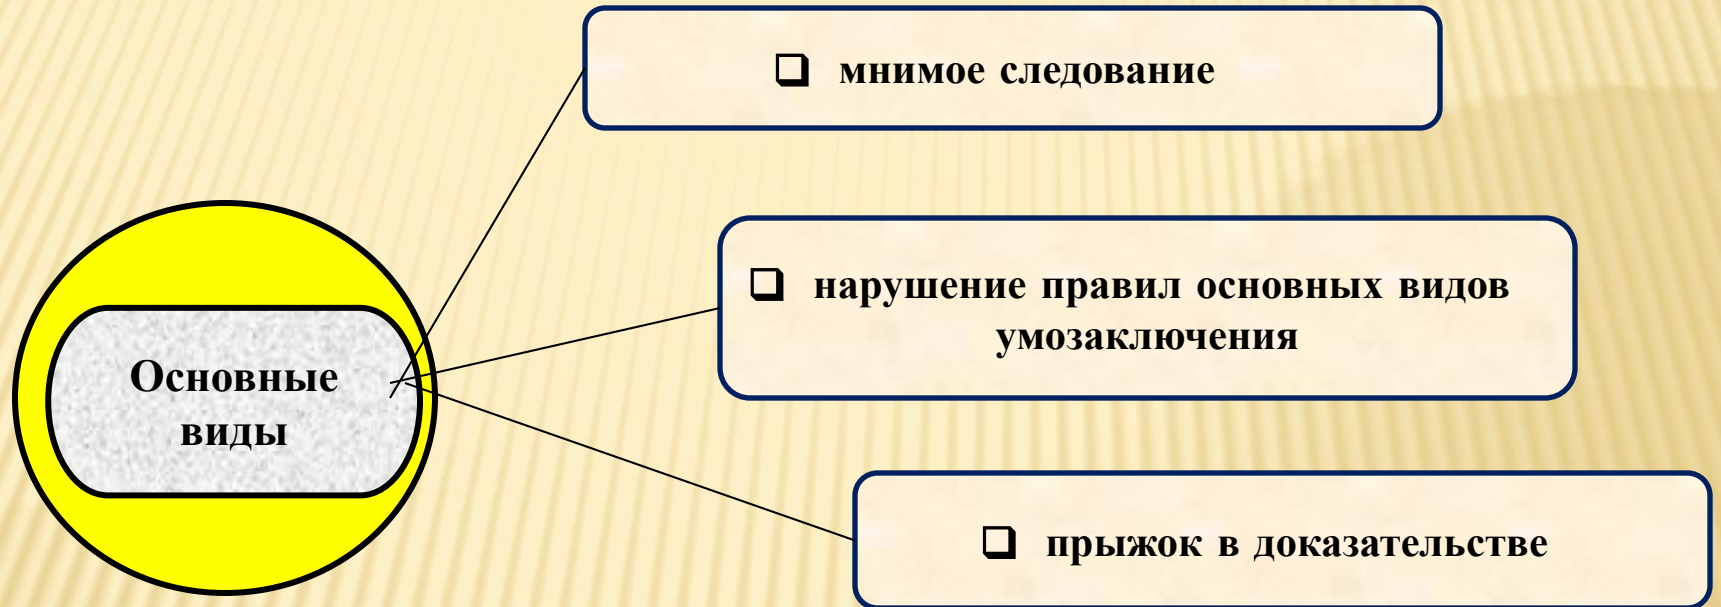 ❑ мнимое следование
❑ нарушение правил основных видов
умозаключения
Основные
виды
❑ прыжок в доказательстве